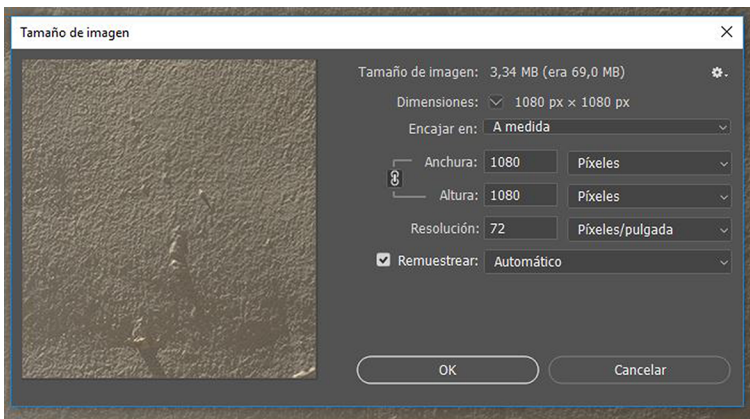 Tamaño de imagen
Tamaño de imagen: 3,34 MB (era 69,0 MB)
Dimensiones: 1080 px × 1080 px
Encajar en: A medida
Anchura: 1080 Píxeles
Altura: 1080 Píxeles
Resolución: 72 Píxeles/pulgada
Remuestrear: Automático
OK Cancelar